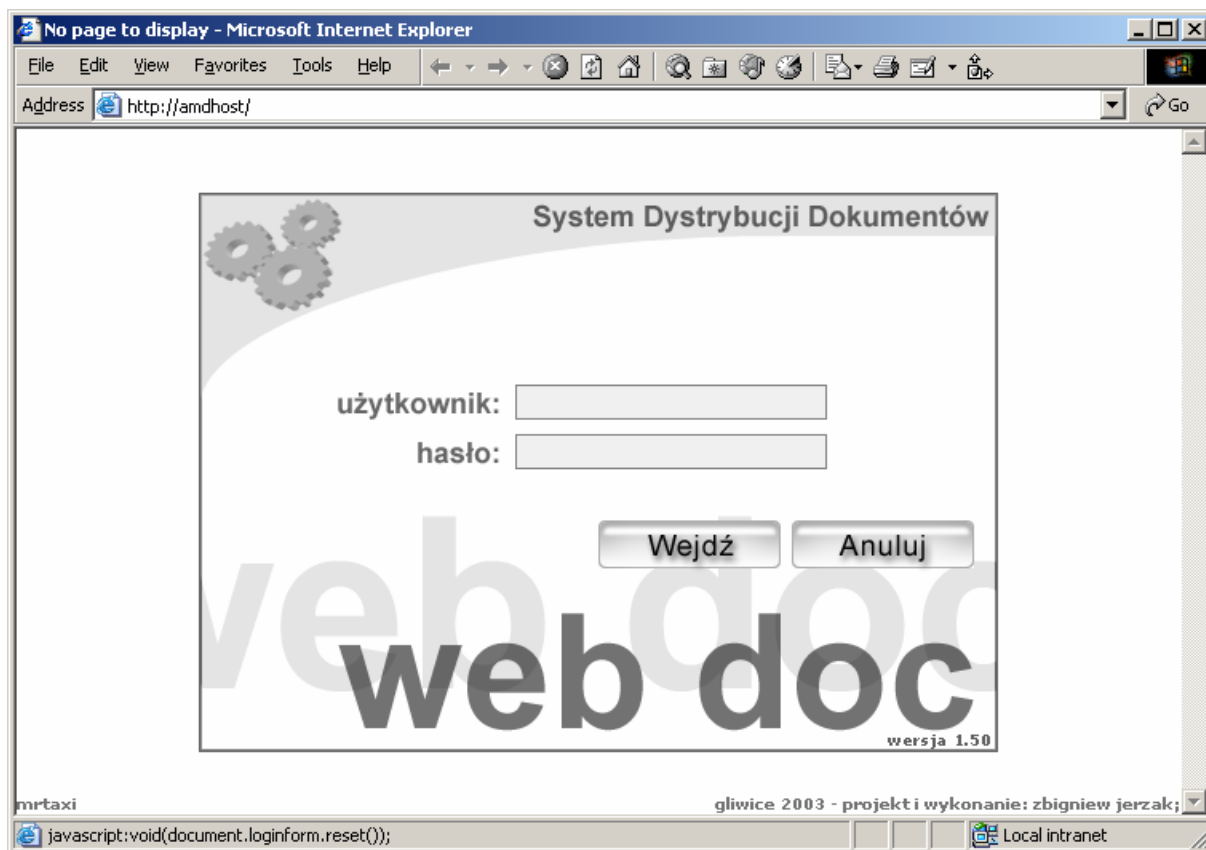 No page to display - Microsoft Internet Explorer
File Edit View Favorites Tools Help
Address http://amdhost/ Go
System Dystrybucji Dokumentów
użytkownik:
hasło:
Wejdź Anuluj
web doc
web doc
wersja 1.50
mrtaxi gliwice 2003 - projekt i wykonanie: zbigniew jerzak;
javascript:void(document.loginform.reset()); Local intranet